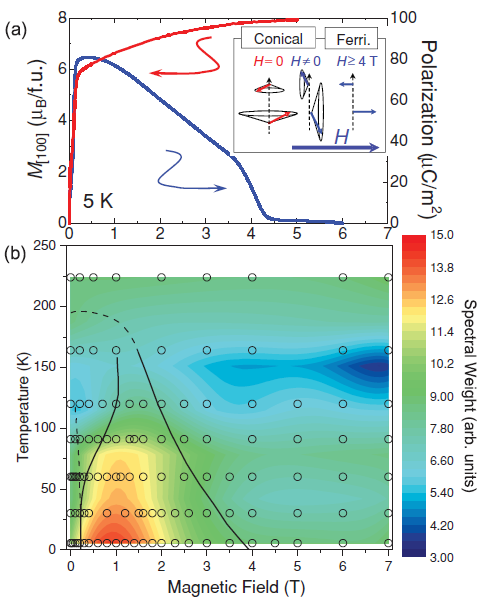 (a)
8
6
4
2
0
M[100] (μB/f.u.)
100
80
60
40
20
0
Polarization (μC/m²)
Conical
Ferri.
H=0
H≠0
H≥4 T
H
5 K
0 1 2 3 4 5 6 7
(b)
250
200
150
100
50
0
Temperature (K)
0 1 2 3 4 5 6 7
Magnetic Field (T)
15.0
13.8
12.6
11.4
10.2
9.00
7.80
6.60
5.40
4.20
3.00
Spectral Weight (arb. units)